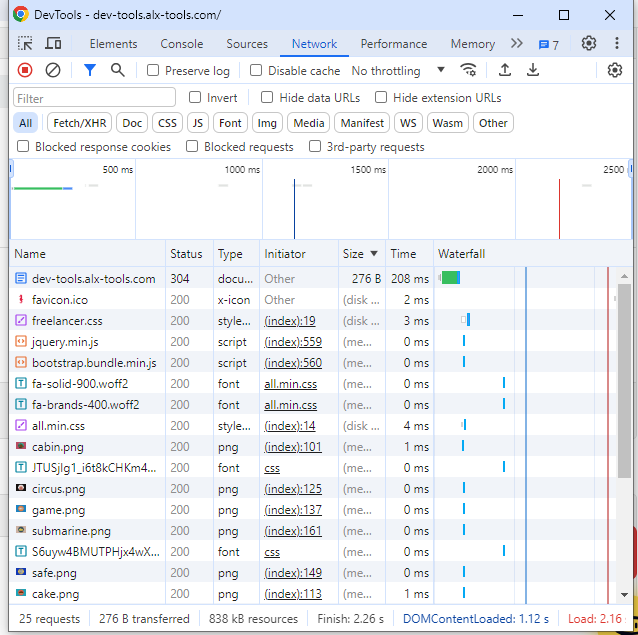 DevTools - dev-tools.alx-tools.com/
Elements Console Sources Network Performance Memory 7
Preserve log Disable cache No throttling
Filter Invert Hide data URLs Hide extension URLs
All Fetch/XHR Doc CSS JS Font Img Media Manifest WS Wasm Other
Blocked response cookies Blocked requests 3rd-party requests
500 ms 1000 ms 1500 ms 2000 ms 2500
Name Status Type Initiator Size Time Waterfall
dev-tools.alx-tools.com 304 docu... Other 276 B 208 ms
favicon.ico 200 x-icon Other (disk ... 2 ms
freelancer.css 200 style... (index):19 (disk ... 3 ms
jquery.min.js 200 script (index):559 (me... 0 ms
bootstrap.bundle.min.js 200 script (index):560 (me... 0 ms
fa-solid-900.woff2 200 font all.min.css (me... 0 ms
fa-brands-400.woff2 200 font all.min.css (me... 0 ms
all.min.css 200 style... (index):14 (disk ... 4 ms
cabin.png 200 png (index):101 (me... 1 ms
JTUSjIg1_i6t8kCHKm4... 200 font css (me... 0 ms
circus.png 200 png (index):125 (me... 0 ms
game.png 200 png (index):137 (me... 0 ms
submarine.png 200 png (index):161 (me... 0 ms
S6uyw4BMUTPHjx4wX... 200 font css (me... 0 ms
safe.png 200 png (index):149 (me... 0 ms
cake.png 200 png (index):113 (me... 1 ms
25 requests 276 B transferred 838 kB resources Finish: 2.26 s DOMContentLoaded: 1.12 s Load: 2.16